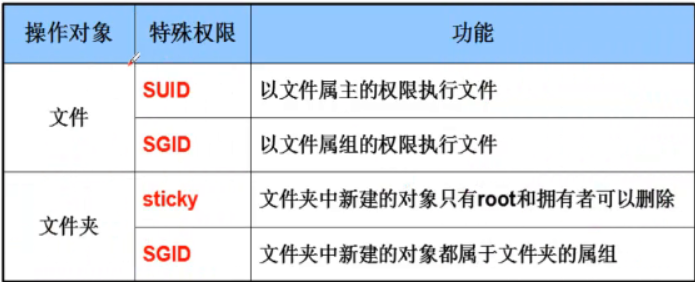 操作对象 特殊权限 功能
文件
SUID 以文件属主的权限执行文件
SGID 以文件属组的权限执行文件
文件夹
sticky 文件夹中新建的对象只有root和拥有者可以删除
SGID 文件夹中新建的对象都属于文件夹的属组